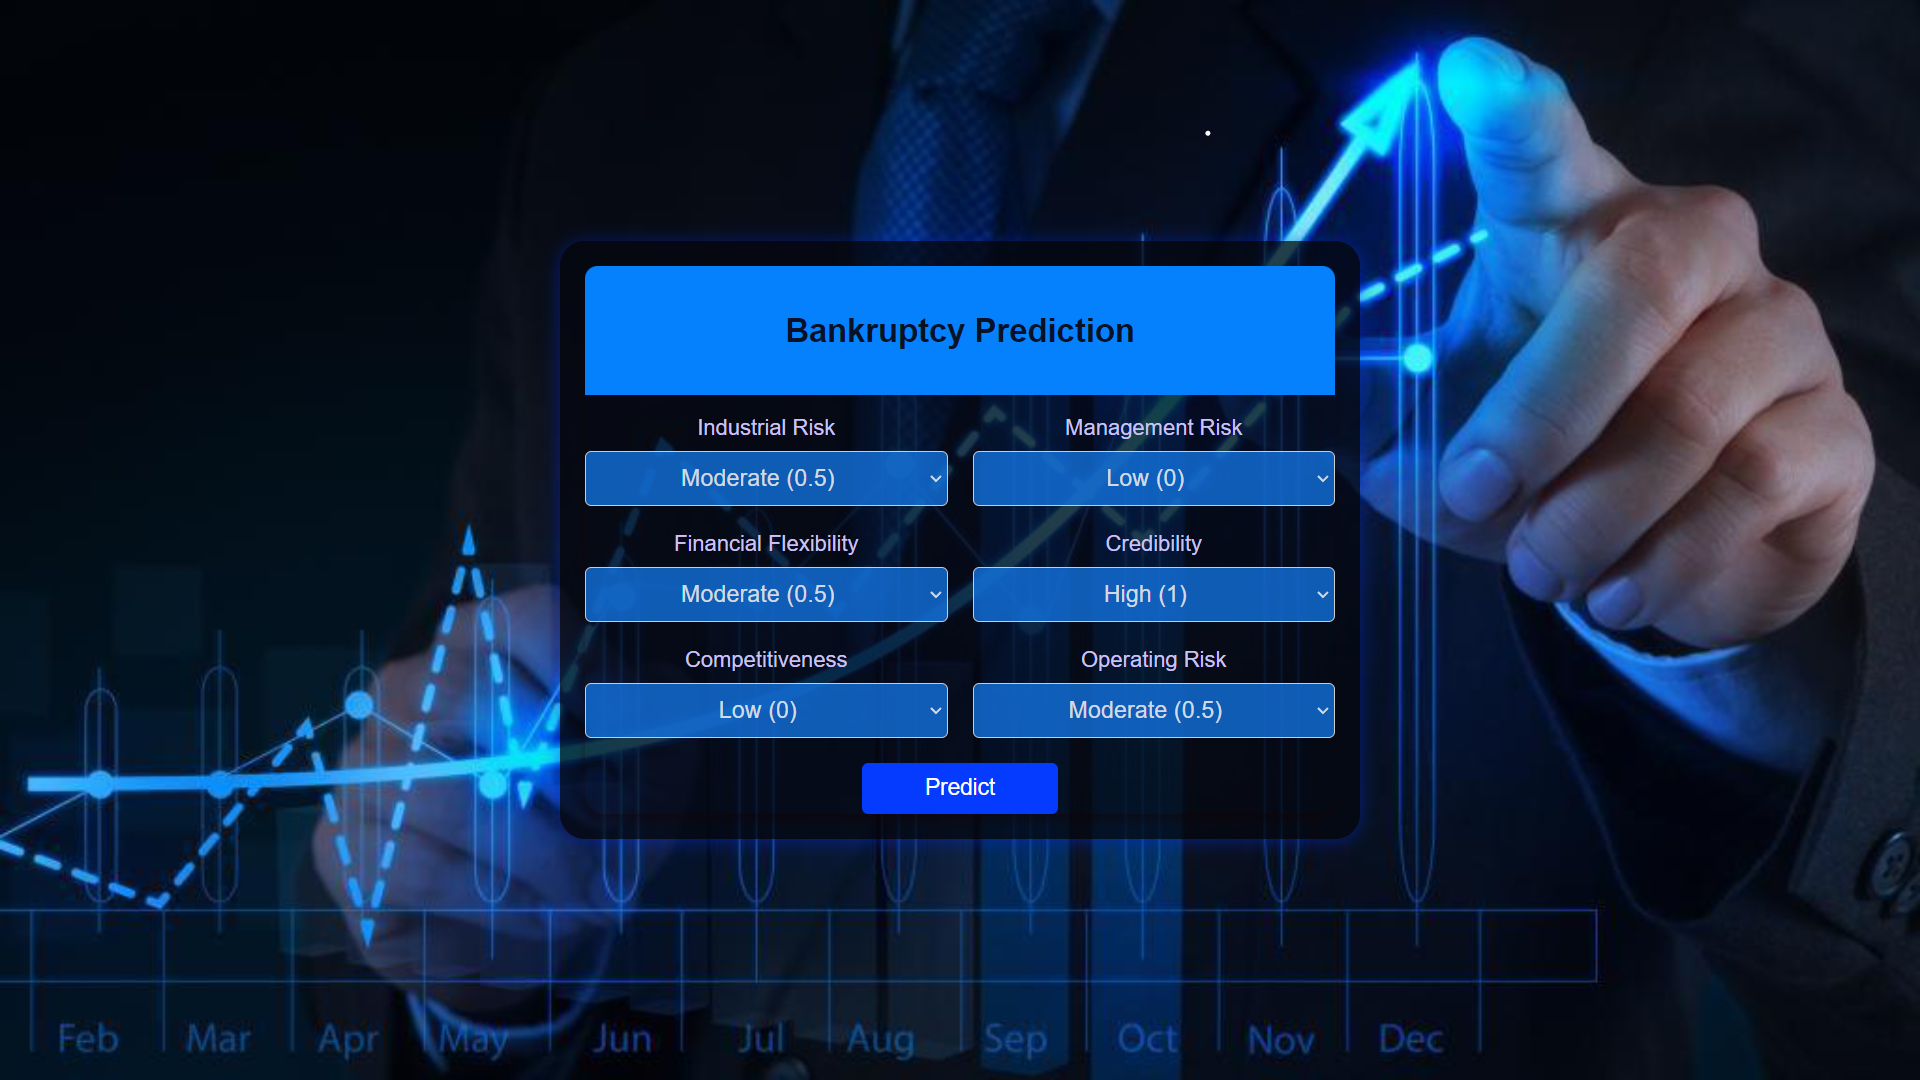 Bankruptcy Prediction
Industrial Risk
Management Risk
Moderate (0.5)
Low (0)
Financial Flexibility
Credibility
Moderate (0.5)
High (1)
Competitiveness
Operating Risk
Low (0)
Moderate (0.5)
Predict
Feb Mar Apr May Jun Jul Aug Sep Oct Nov Dec